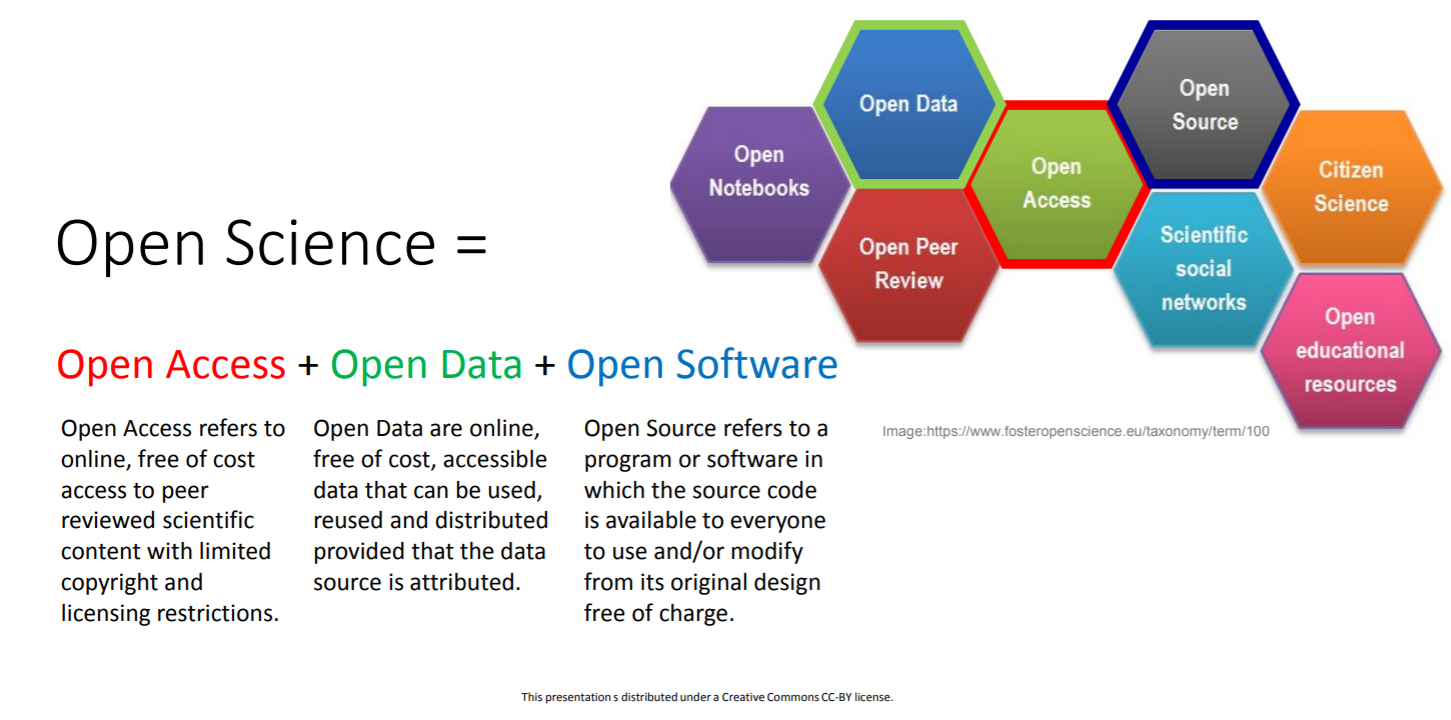 Open Data
Open
Source
Open
Notebooks
Open
Access
Citizen
Science
Open Peer
Review
Scientific
social
networks
Open
educational
resources
Open Science =
Open Access + Open Data + Open Software
Open Access refers to
online, free of cost
access to peer
reviewed scientific
content with limited
copyright and
licensing restrictions.
Open Data are online,
free of cost, accessible
data that can be used,
reused and distributed
provided that the data
source is attributed.
Open Source refers to a
program or software in
which the source code
is available to everyone
to use and/or modify
from its original design
free of charge.
Image:https://www.fosteropenscience.eu/taxonomy/term/100
This presentation s distributed under a Creative Commons CC-BY license.